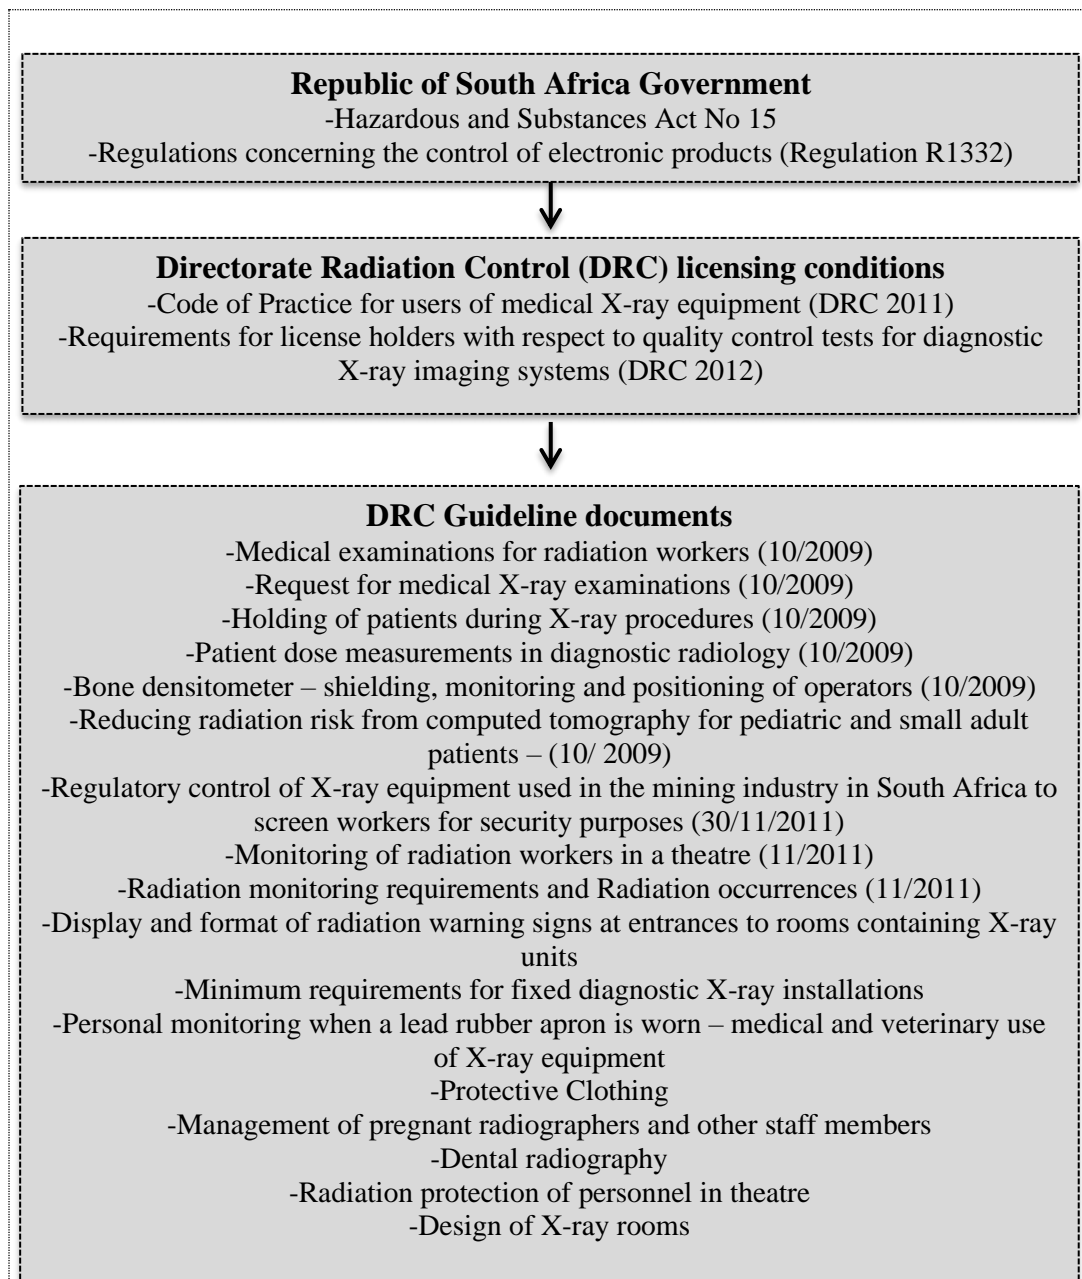 Republic of South Africa Government
-Hazardous and Substances Act No 15
-Regulations concerning the control of electronic products (Regulation R1332)
Directorate Radiation Control (DRC) licensing conditions
-Code of Practice for users of medical X-ray equipment (DRC 2011)
-Requirements for license holders with respect to quality control tests for diagnostic
X-ray imaging systems (DRC 2012)
DRC Guideline documents
-Medical examinations for radiation workers (10/2009)
-Request for medical X-ray examinations (10/2009)
-Holding of patients during X-ray procedures (10/2009)
-Patient dose measurements in diagnostic radiology (10/2009)
-Bone densitometer – shielding, monitoring and positioning of operators (10/2009)
-Reducing radiation risk from computed tomography for pediatric and small adult
patients – (10/ 2009)
-Regulatory control of X-ray equipment used in the mining industry in South Africa to
screen workers for security purposes (30/11/2011)
-Monitoring of radiation workers in a theatre (11/2011)
-Radiation monitoring requirements and Radiation occurrences (11/2011)
-Display and format of radiation warning signs at entrances to rooms containing X-ray
units
-Minimum requirements for fixed diagnostic X-ray installations
-Personal monitoring when a lead rubber apron is worn – medical and veterinary use
of X-ray equipment
-Protective Clothing
-Management of pregnant radiographers and other staff members
-Dental radiography
-Radiation protection of personnel in theatre
-Design of X-ray rooms